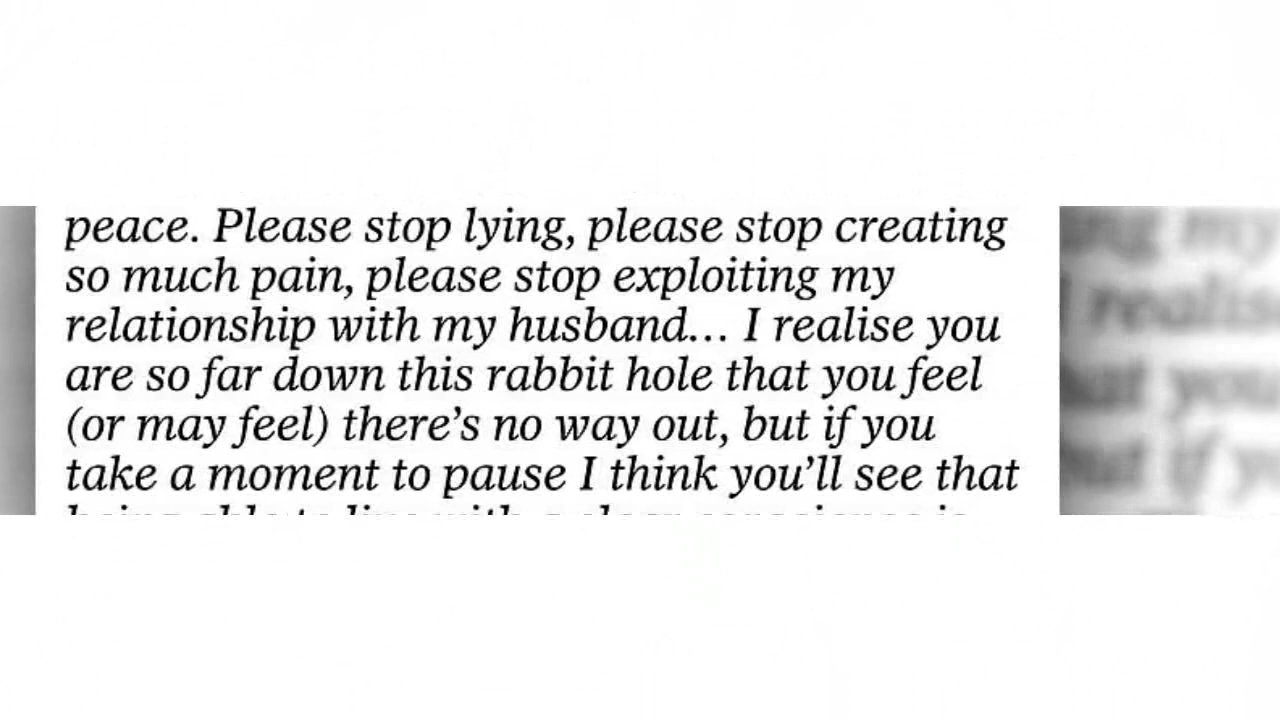 peace. Please stop lying, please stop creating
so much pain, please stop exploiting my
relationship with my husband… I realise you
are so far down this rabbit hole that you feel
(or may feel) there’s no way out, but if you
take a moment to pause I think you’ll see that